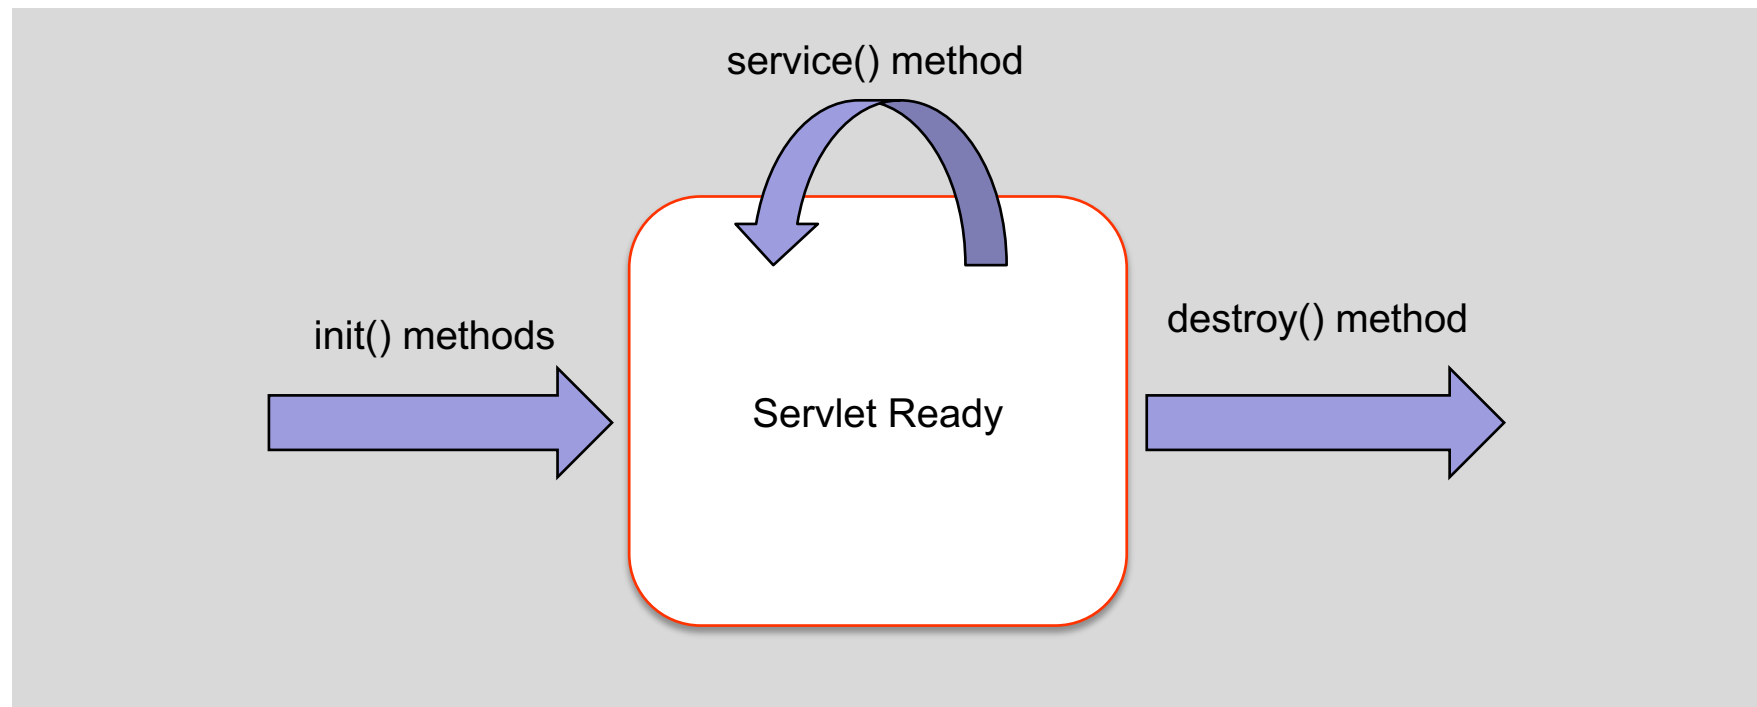 service() method
init() methods
destroy() method
Servlet Ready